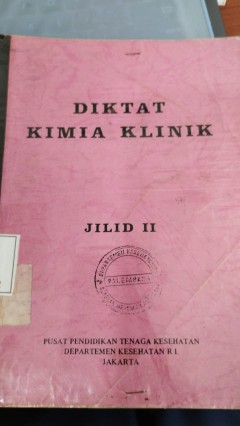 DIKTAT
KIMIA KLINIK
JILID II
PUSAT PENDIDIKAN TENAGA KESEHATAN
DEPARTEMEN KESEHATAN R I.
JAKARTA